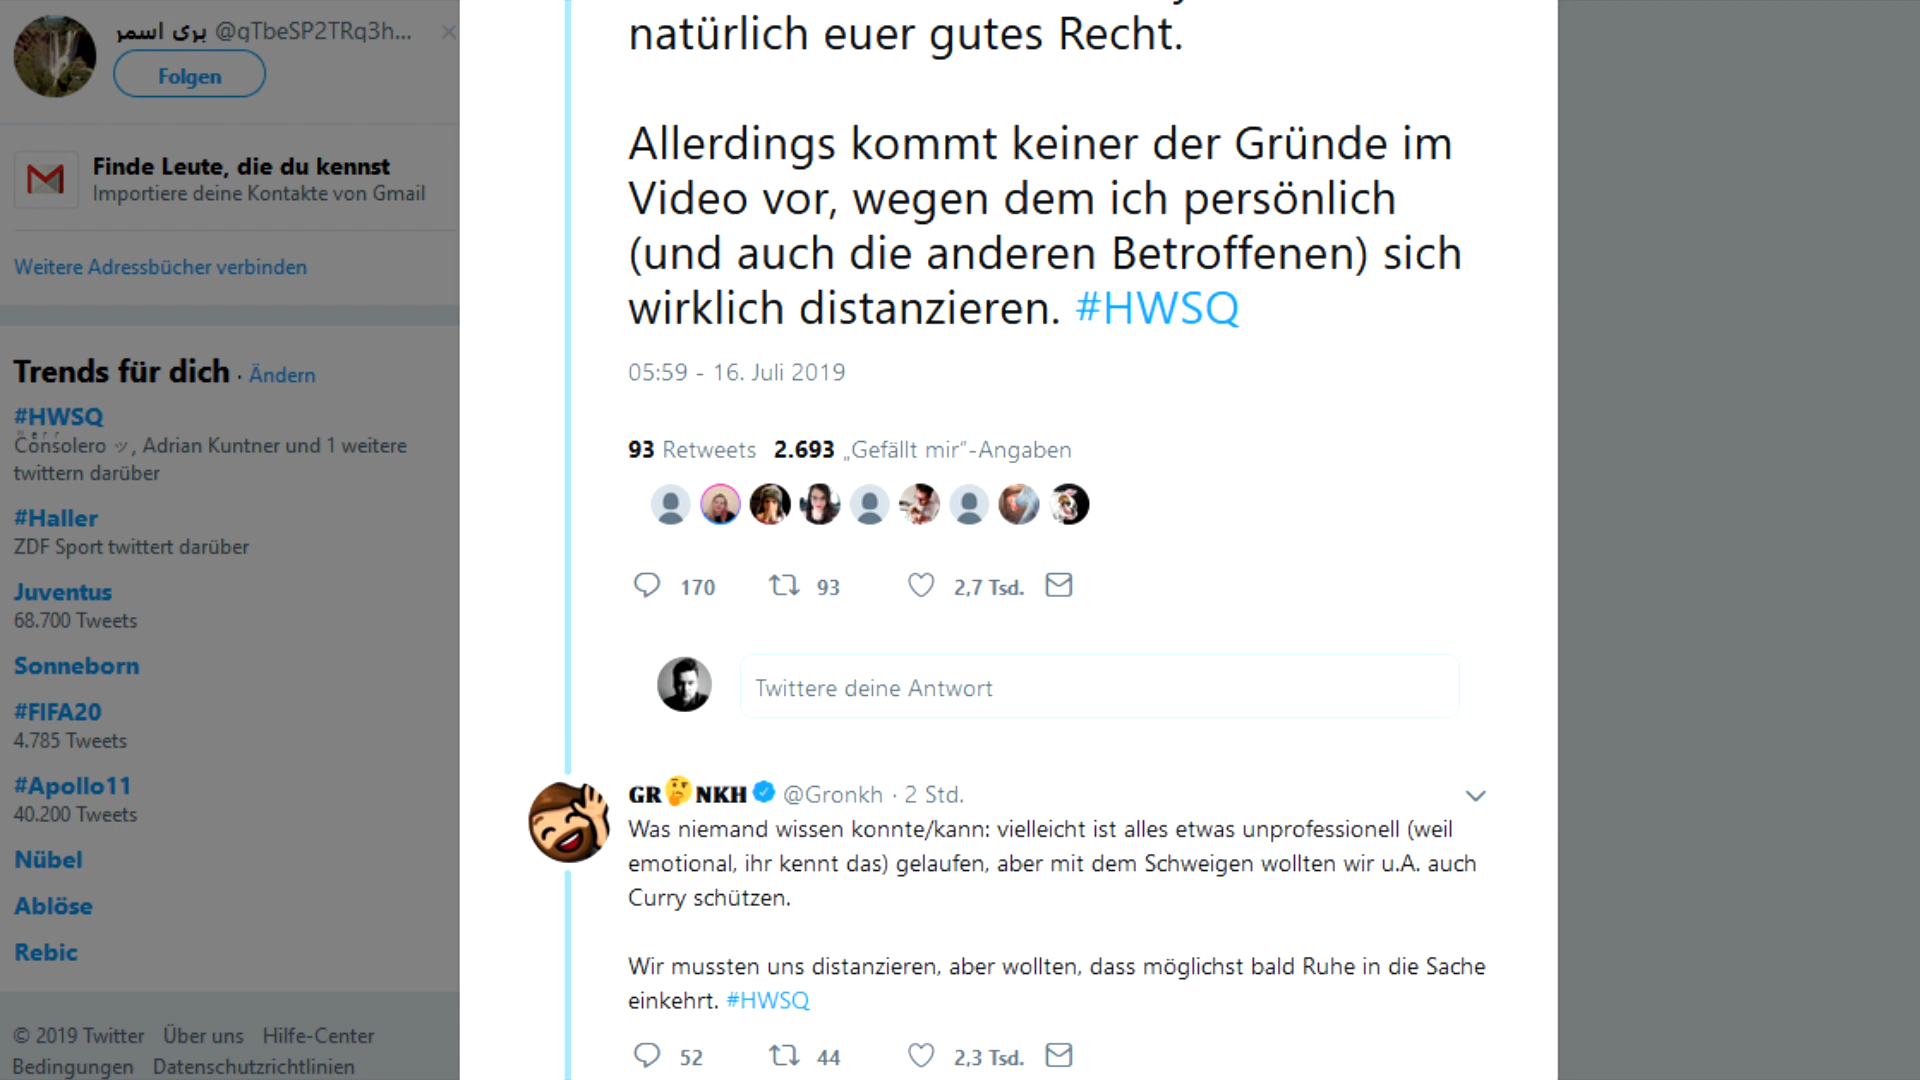 بری اسمر @qTbeSP2TRq3h...
Folgen
Finde Leute, die du kennst
Importiere deine Kontakte von Gmail
Weitere Adressbücher verbinden
Trends für dich · Ändern
#HWSQ
Consolero ツ, Adrian Kuntner und 1 weitere
twittern darüber
#Haller
ZDF Sport twittert darüber
Juventus
68.700 Tweets
Sonneborn
#FIFA20
4.785 Tweets
#Apollo11
40.200 Tweets
Nübel
Ablöse
Rebic
© 2019 Twitter Über uns Hilfe-Center
Bedingungen Datenschutzrichtlinien
natürlich euer gutes Recht.
Allerdings kommt keiner der Gründe im
Video vor, wegen dem ich persönlich
(und auch die anderen Betroffenen) sich
wirklich distanzieren. #HWSQ
05:59 - 16. Juli 2019
93 Retweets 2.693 „Gefällt mir“-Angaben
170 93 2,7 Tsd.
Twittere deine Antwort
GR🤔NKH @Gronkh · 2 Std.
Was niemand wissen konnte/kann: vielleicht ist alles etwas unprofessionell (weil
emotional, ihr kennt das) gelaufen, aber mit dem Schweigen wollten wir u.A. auch
Curry schützen.
Wir mussten uns distanzieren, aber wollten, dass möglichst bald Ruhe in die Sache
einkehrt. #HWSQ
52 44 2,3 Tsd.